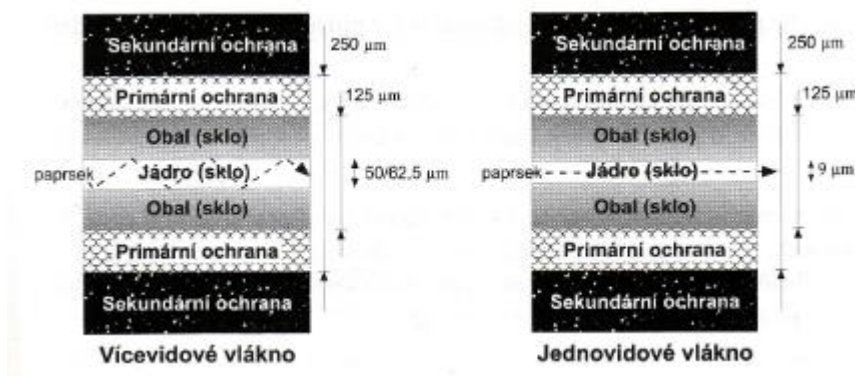 Sekundární ochrana
250 µm
Primární ochrana
125 µm
Obal (sklo)
paprsek
Jádro (sklo)
50/62,5 µm
Obal (sklo)
Primární ochrana
Sekundární ochrana
Vícevidové vlákno
Sekundární ochrana
250 µm
Primární ochrana
125 µm
Obal (sklo)
paprsek
Jádro (sklo)
9 µm
Obal (sklo)
Primární ochrana
Sekundární ochrana
Jednovidové vlákno